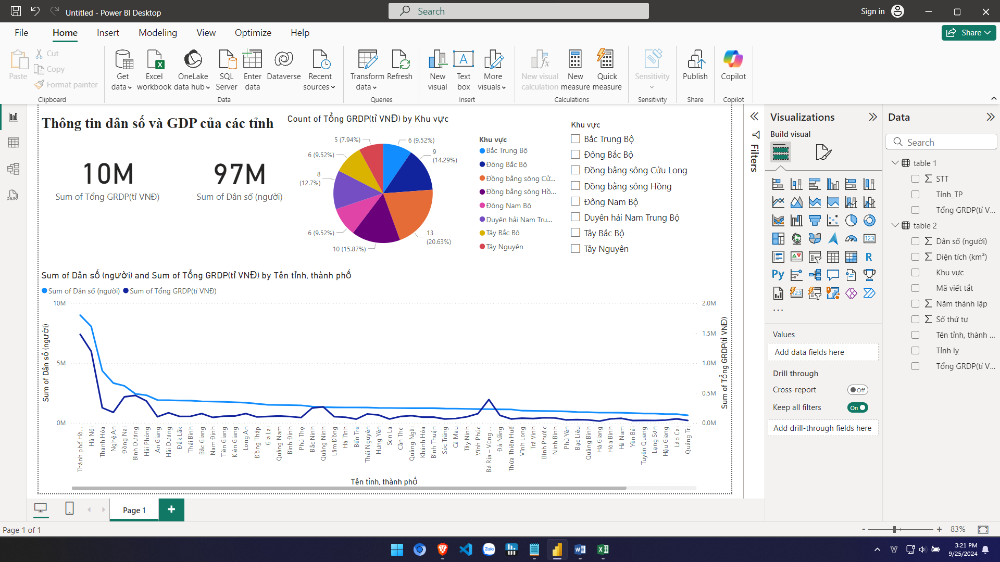 Untitled - Power BI Desktop
Search
Sign in
File
Home
Insert
Modeling
View
Optimize
Help
Share
Paste
Cut
Copy
Format painter
Clipboard
Get data
Excel workbook
OneLake data hub
SQL Server
Enter data
Dataverse
Recent sources
Data
Transform data
Refresh
Queries
New visual
Text box
More visuals
Insert
New visual calculation
New measure
Quick measure
Calculations
Sensitivity
Sensitivity
Publish
Share
Copilot
Copilot
Thông tin dân số và GDP của các tỉnh
10M
Sum of Tổng GRDP(tỉ VNĐ)
97M
Sum of Dân số (người)
Count of Tổng GRDP(tỉ VNĐ) by Khu vực
5 (7.94%)
6 (9.52%)
6 (9.52%)
9
(14.29%)
8
(12.7%)
6 (9.52%)
13
(20.63%)
10 (15.87%)
Khu vực
Bắc Trung Bộ
Đông Bắc Bộ
Đồng bằng sông Cử...
Đồng bằng sông Hồ...
Đông Nam Bộ
Duyên hải Nam Tru...
Tây Bắc Bộ
Tây Nguyên
Khu vực
Bắc Trung Bộ
Đông Bắc Bộ
Đồng bằng sông Cửu Long
Đồng bằng sông Hồng
Đông Nam Bộ
Duyên hải Nam Trung Bộ
Tây Bắc Bộ
Tây Nguyên
Sum of Dân số (người) and Sum of Tổng GRDP(tỉ VNĐ) by Tên tỉnh, thành phố
Sum of Dân số (người)
Sum of Tổng GRDP(tỉ VNĐ)
Sum of Dân số (người)
10M
5M
0M
2.0M
1.5M
1.0M
0.5M
0.0M
Sum of Tổng GRDP(tỉ VNĐ)
Thành phố Hồ...
Hà Nội
Thanh Hóa
Nghệ An
Đồng Nai
Bình Dương
Hải Phòng
An Giang
Hải Dương
Đắk Lắk
Thái Bình
Bắc Giang
Nam Định
Tiền Giang
Kiên Giang
Long An
Đồng Tháp
Gia Lai
Quảng Nam
Bình Định
Phú Thọ
Bắc Ninh
Quảng Ninh
Lâm Đồng
Hà Tĩnh
Bến Tre
Thái Nguyên
Hưng Yên
Sơn La
Cần Thơ
Quảng Ngãi
Khánh Hòa
Bình Thuận
Sóc Trăng
Cà Mau
Tây Ninh
Vĩnh Phúc
Bà Rịa – Vũng ...
Đà Nẵng
Thừa Thiên Huế
Vĩnh Long
Trà Vinh
Bình Phước
Ninh Bình
Phú Yên
Bạc Liêu
Quảng Bình
Hà Giang
Hòa Bình
Hà Nam
Yên Bái
Tuyên Quang
Lạng Sơn
Hậu Giang
Lào Cai
Quảng Trị
Tên tỉnh, thành phố
Filters
Visualizations
Build visual
123
R
Py
123
...
Values
Add data fields here
Drill through
Cross-report
Off
Keep all filters
On
Add drill-through fields here
Data
Search
table 1
STT
Tỉnh_TP
Tổng GRDP(tỉ V...
table 2
Dân số (người)
Diện tích (km²)
Khu vực
Mã viết tắt
Năm thành lập
Số thứ tự
Tên tỉnh, thành ...
Tỉnh lỵ
Tổng GRDP(tỉ V...
Page 1
Page 1 of 1
83%
Zalo
3:21 PM
9/25/2024